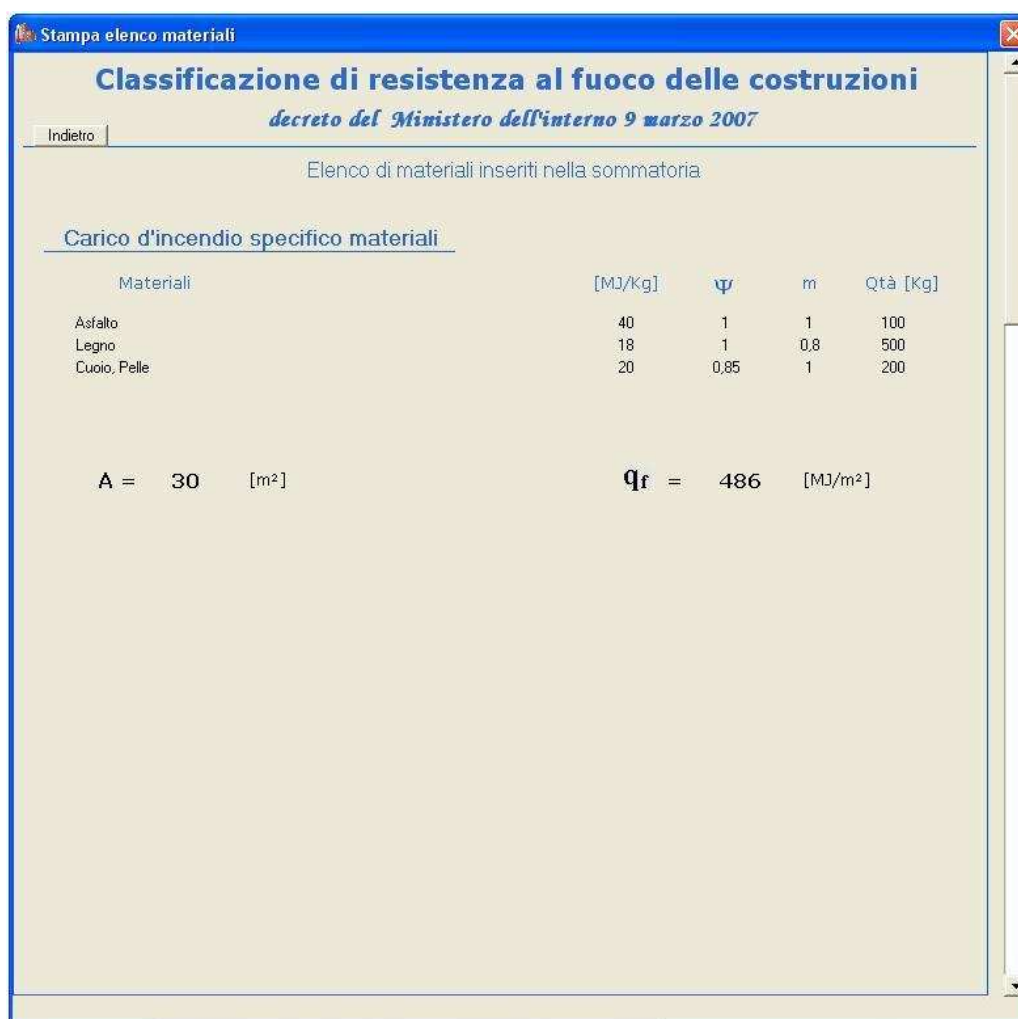 Stampa elenco materiali
Classificazione di resistenza al fuoco delle costruzioni
decreto del Ministero dell'interno 9 marzo 2007
Indietro
Elenco di materiali inseriti nella sommatoria
Carico d'incendio specifico materiali
Materiali [MJ/Kg] Ψ m Qtà [Kg]
Asfalto 40 1 1 100
Legno 18 1 0,8 500
Cuoio, Pelle 20 0,85 1 200
A = 30 [m²] qf = 486 [MJ/m²]